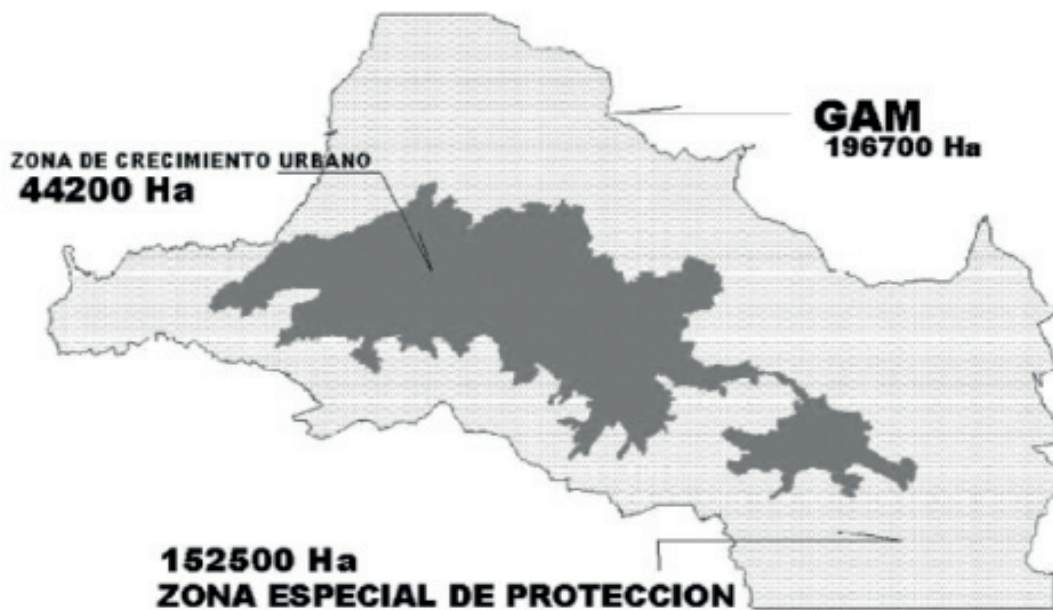 GAM
196700 Ha
ZONA DE CRECIMIENTO URBANO
44200 Ha
152500 Ha
ZONA ESPECIAL DE PROTECCION